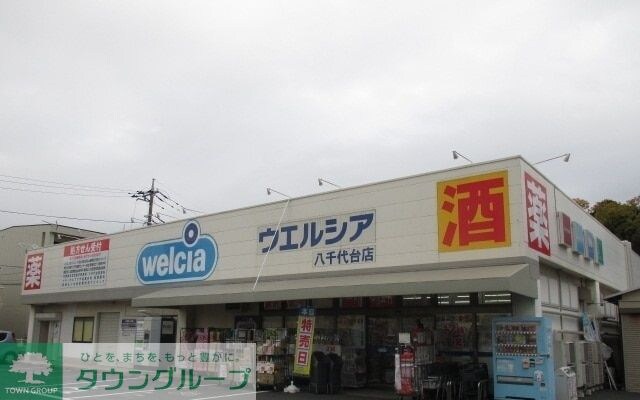 薬
処方せん受付
welcia
ウエルシア
八千代台店
酒
薬
本日
特売日
ひとを、まちを、もっと豊かに。
タウングループ
TOWN GROUP